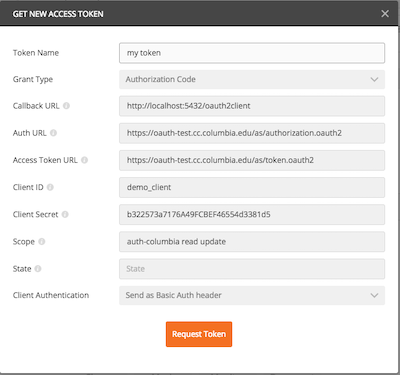 GET NEW ACCESS TOKEN
Token Name my token
Grant Type Authorization Code
Callback URL http://localhost:5432/oauth2client
Auth URL https://oauth-test.cc.columbia.edu/as/authorization.oauth2
Access Token URL https://oauth-test.cc.columbia.edu/as/token.oauth2
Client ID demo_client
Client Secret b322573a7176A49FCBEF46554d3381d5
Scope auth-columbia read update
State State
Client Authentication Send as Basic Auth header
Request Token